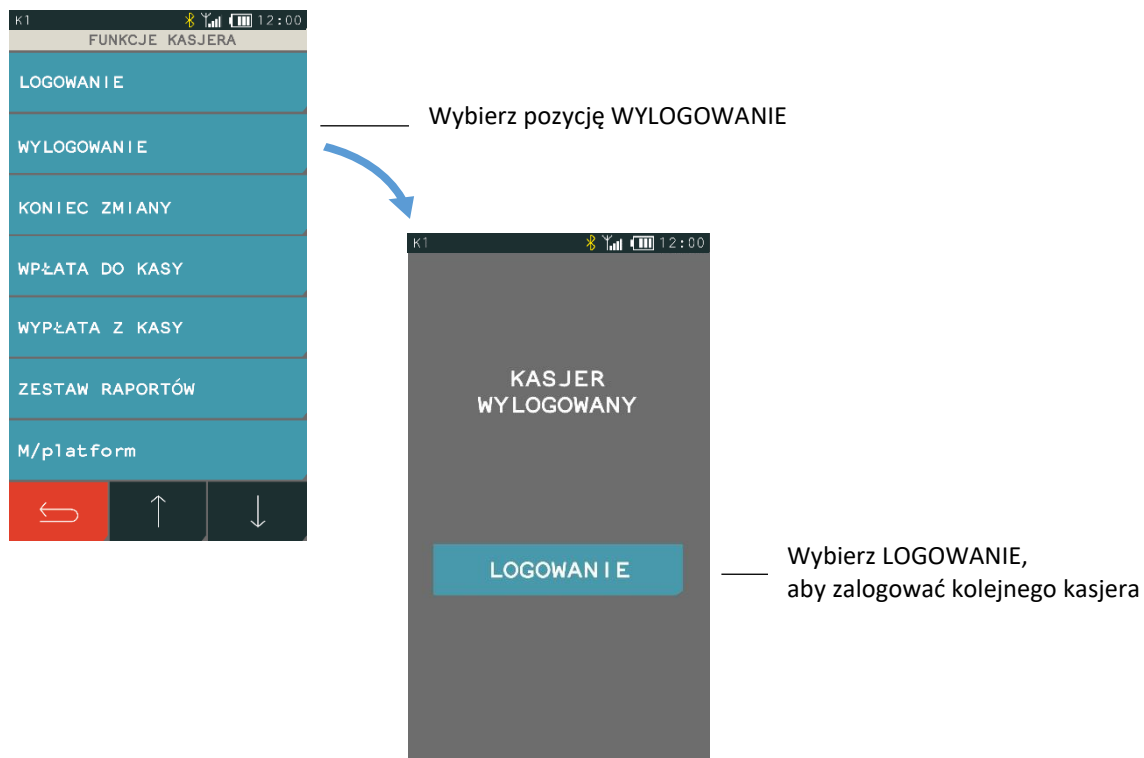 K1 12:00
FUNKCJE KASJERA
LOGOWANIE
WYLOGOWANIE
KONIEC ZMIANY
WPŁATA DO KASY
WYPŁATA Z KASY
ZESTAW RAPORTÓW
M/platform
Wybierz pozycję WYLOGOWANIE
K1 12:00
KASJER
WYLOGOWANY
LOGOWANIE
Wybierz LOGOWANIE,
aby zalogować kolejnego kasjera